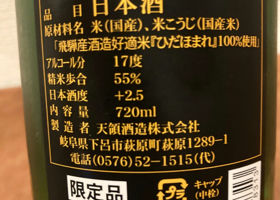 品目 日本酒
原材料名 米(国産)、米こうじ(国産米)
「飛騨産酒造好適米『ひだほまれ』100%使用」
アルコール分 17度
精米歩合 55%
日本酒度 +2.5
内容量 720ml
製造者 天領酒造株式会社
岐阜県下呂市萩原町萩原1289-1
電話(0576)52-1515(代)
限定品
プラ
キャップ
(中栓)